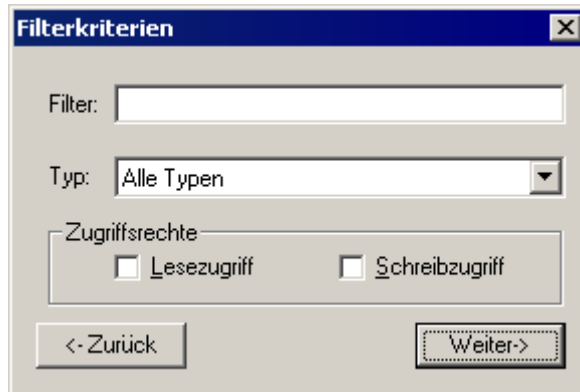 Filterkriterien
Filter:
Typ: Alle Typen
Zugriffsrechte
Lesezugriff Schreibzugriff
<-Zurück Weiter->